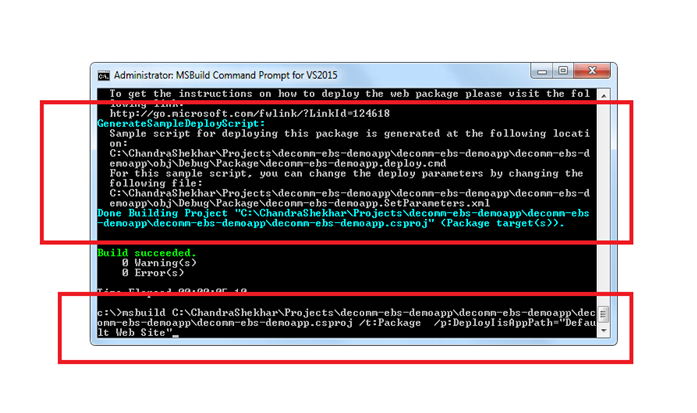 Administrator: MSBuild Command Prompt for VS2015
To get the instructions on how to deploy the web package please visit the fol
lowing link:
http://go.microsoft.com/fwlink/?LinkId=124618
GenerateSampleDeployScript:
Sample script for deploying this package is generated at the following locati
on:
C:\ChandraShekhar\Projects\decomm-ebs-demoapp\decomm-ebs-demoapp\decomm-ebs-d
emoapp\obj\Debug\Package\decomm-ebs-demoapp.deploy.cmd
For this sample script, you can change the deploy parameters by changing the
following file:
C:\ChandraShekhar\Projects\decomm-ebs-demoapp\decomm-ebs-demoapp\decomm-ebs-d
emoapp\obj\Debug\Package\decomm-ebs-demoapp.SetParameters.xml
Done Building Project "C:\ChandraShekhar\Projects\decomm-ebs-demoapp\decomm-ebs
-demoapp\decomm-ebs-demoapp\decomm-ebs-demoapp.csproj" (Package target(s)).
Build succeeded.
0 Warning(s)
0 Error(s)
Time Elapsed 00:00:05.10
c:\>msbuild C:\ChandraShekhar\Projects\decomm-ebs-demoapp\decomm-ebs-demoapp\dec
omm-ebs-demoapp\decomm-ebs-demoapp.csproj /t:Package  /p:DeployIisAppPath="Defau
lt Web Site"_